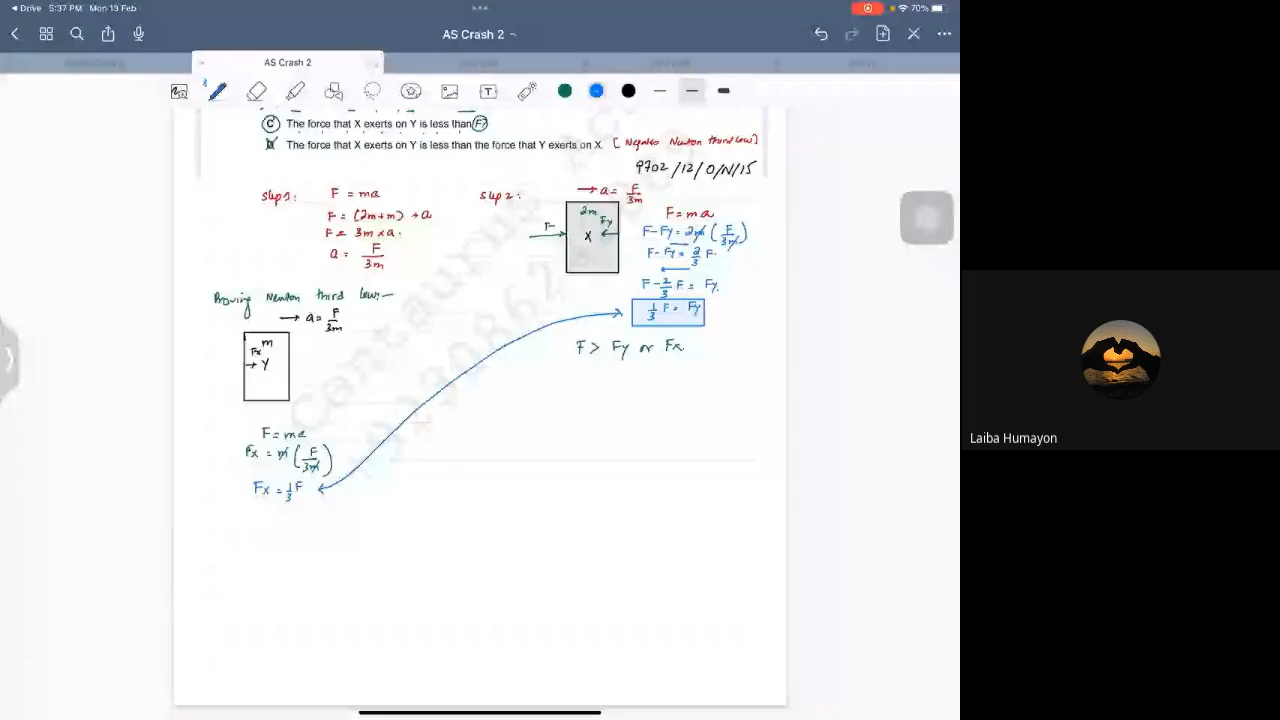 Drive 5:37 PM Mon 13 Feb
70%
AS Crash 2
AS Crash 2
C The force that X exerts on Y is less than F.
D The force that X exerts on Y is less than the force that Y exerts on X. [Negates Newton third law]
9702/12/O/N/15
Step 1:
F = ma
F = (2m+m) + a
F = 3m x a.
a = F/3m
Step 2:
→ a = F/3m
2m
F
X
Fy
F = ma
F - Fy = 2m (F/3m)
F - Fy = 2/3 F.
F - 2/3 F = Fy.
1/3 F = Fy
F > Fy or Fx.
Proving Newton third law:-
→ a = F/3m
Fx
m
Y
F = ma
Fx = m (F/3m)
Fx = 1/3 F
Laiba Humayon